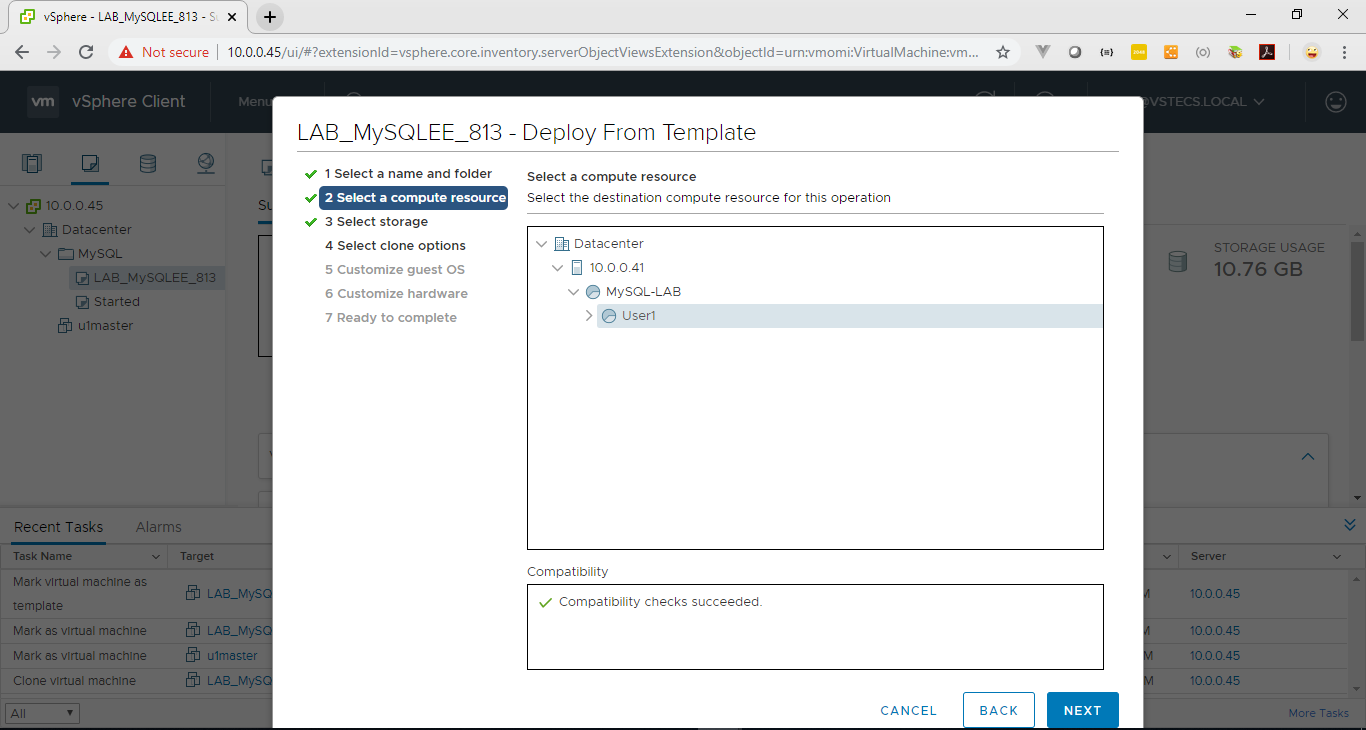 vSphere - LAB_MySQLEE_813 - Su
Not secure
10.0.0.45/ui/#?extensionId=vsphere.core.inventory.serverObjectViewsExtension&objectId=urn:vmomi:VirtualMachine:vm...
vm vSphere Client
Menu
@VSTECS.LOCAL
LAB_MySQLEE_813 - Deploy From Template
1 Select a name and folder
2 Select a compute resource
3 Select storage
4 Select clone options
5 Customize guest OS
6 Customize hardware
7 Ready to complete
Select a compute resource
Select the destination compute resource for this operation
Datacenter
10.0.0.41
MySQL-LAB
User1
Compatibility
Compatibility checks succeeded.
CANCEL
BACK
NEXT
10.0.0.45
Datacenter
MySQL
LAB_MySQLEE_813
Started
u1master
Su
STORAGE USAGE
10.76 GB
Recent Tasks
Alarms
Task Name
Target
Server
Mark virtual machine as
template
LAB_MySQ
M
10.0.0.45
Mark as virtual machine
LAB_MySQ
M
10.0.0.45
Mark as virtual machine
u1master
M
10.0.0.45
Clone virtual machine
LAB_MySQ
M
10.0.0.45
All
More Tasks